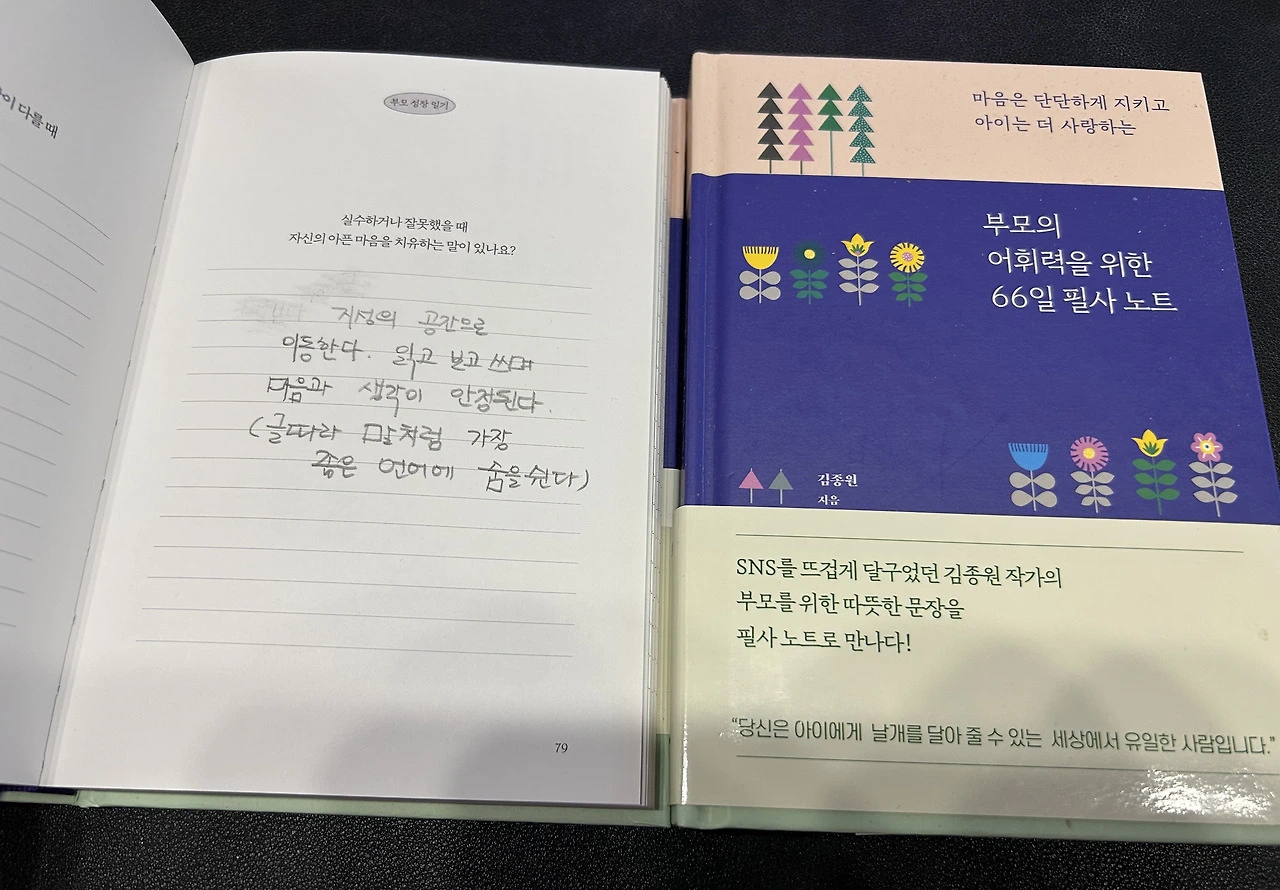 이 다를 때
부모 성장 일기
실수하거나 잘못했을 때
자신의 아픈 마음을 치유하는 말이 있나요?
지성의 공간으로
이동한다. 읽고 보고 쓰며
마음과 생각이 안정된다.
(글따라 말처럼 가장
좋은 언어에 숨을쉰다)
79
마음은 단단하게 지키고
아이는 더 사랑하는
부모의
어휘력을 위한
66일 필사 노트
김종원
지음
SNS를 뜨겁게 달구었던 김종원 작가의
부모를 위한 따뜻한 문장을
필사 노트로 만나다!
“당신은 아이에게 날개를 달아 줄 수 있는 세상에서 유일한 사람입니다.”